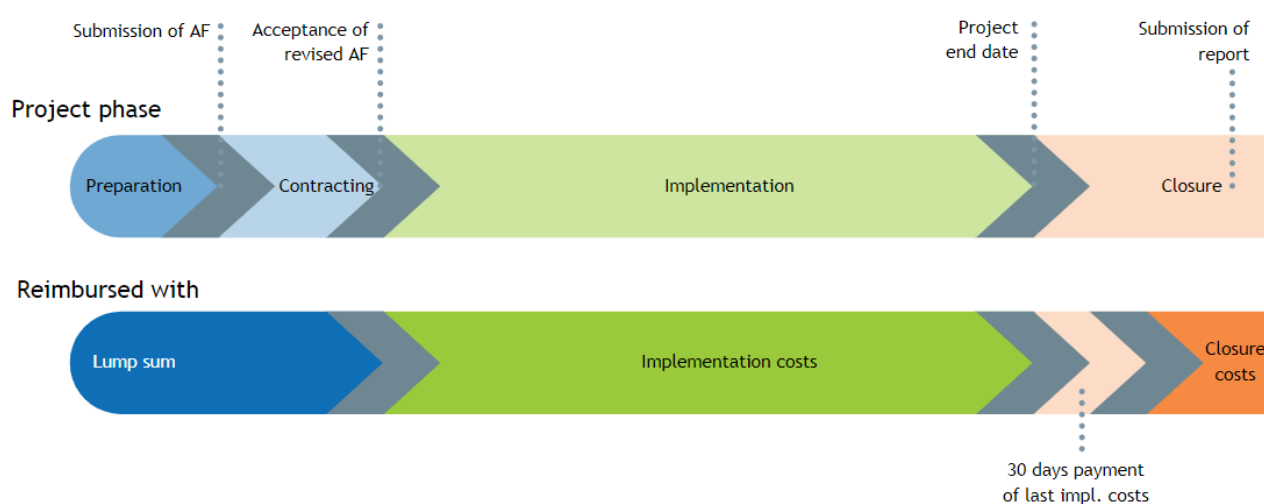 Submission of AF
Acceptance of
revised AF
Project
end date
Submission of
report
Project phase
Preparation
Contracting
Implementation
Closure
Reimbursed with
Lump sum
Implementation costs
Closure
costs
30 days payment
of last impl. costs